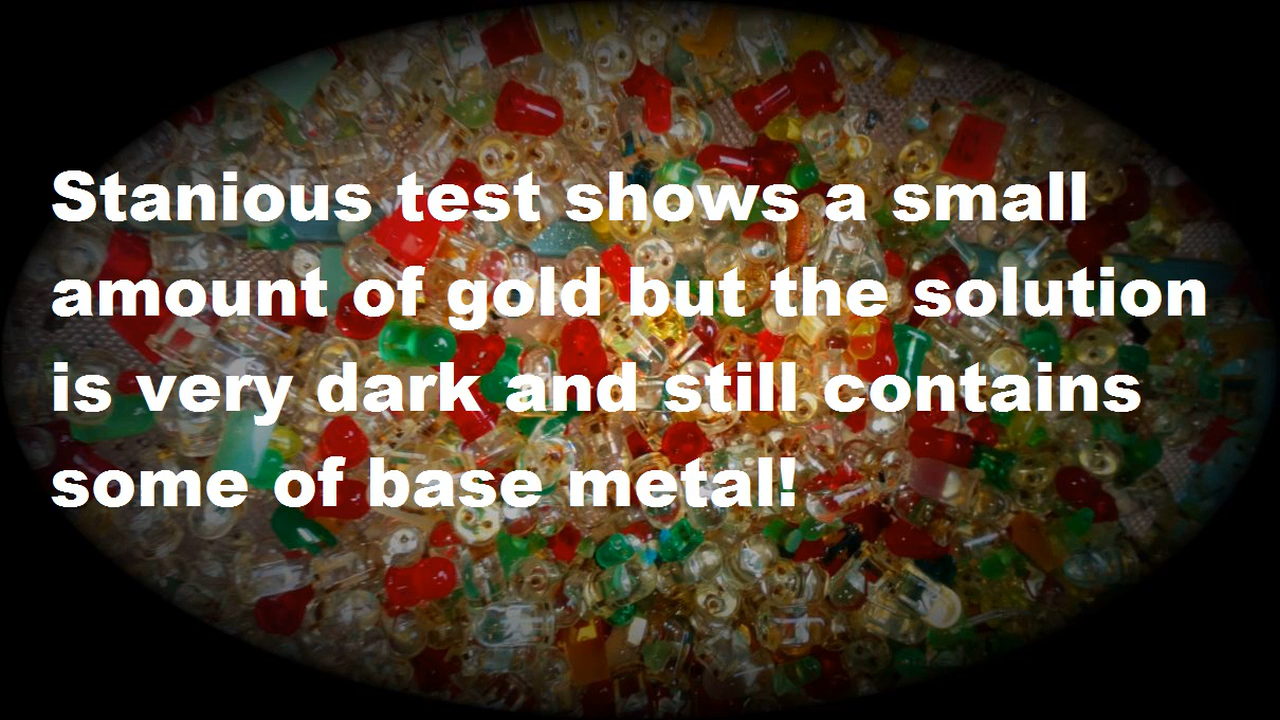 Stanious test shows a small
amount of gold but the solution
is very dark and still contains
some of base metal!